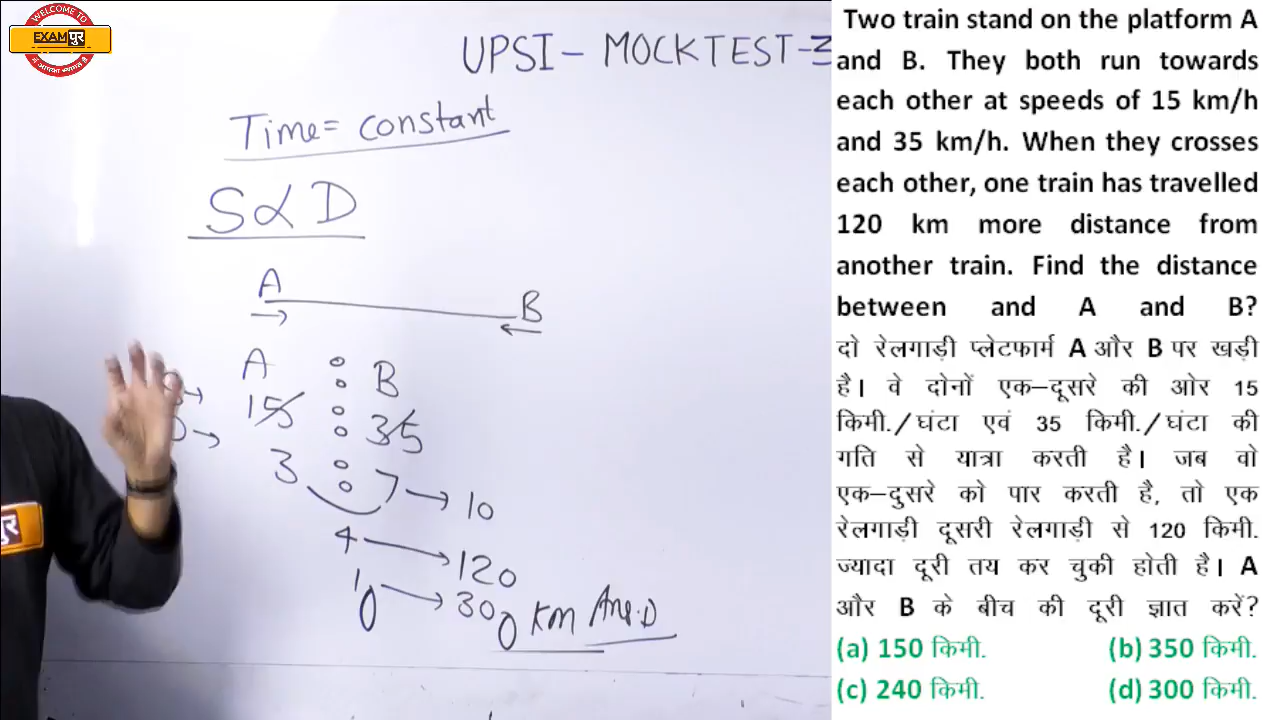 WELCOME TO
EXAMपुर
UPSI- MOCKTEST-3
Time= constant
S∝D
A
B
A : B
15 : 35
D → 3 : 7 → 10
4 → 120
10 → 300 Km Ans.D
पुर
Two train stand on the platform A
and B. They both run towards
each other at speeds of 15 km/h
and 35 km/h. When they crosses
each other, one train has travelled
120 km more distance from
another train. Find the distance
between and A and B?
दो रेलगाड़ी प्लेटफार्म A और B पर खड़ी
है। वे दोनों एक–दूसरे की ओर 15
किमी./घंटा एवं 35 किमी./घंटा की
गति से यात्रा करती है। जब वो
एक–दुसरे को पार करती है, तो एक
रेलगाड़ी दूसरी रेलगाड़ी से 120 किमी.
ज्यादा दूरी तय कर चुकी होती है। A
और B के बीच की दूरी ज्ञात करें?
(a) 150 किमी. (b) 350 किमी.
(c) 240 किमी. (d) 300 किमी.